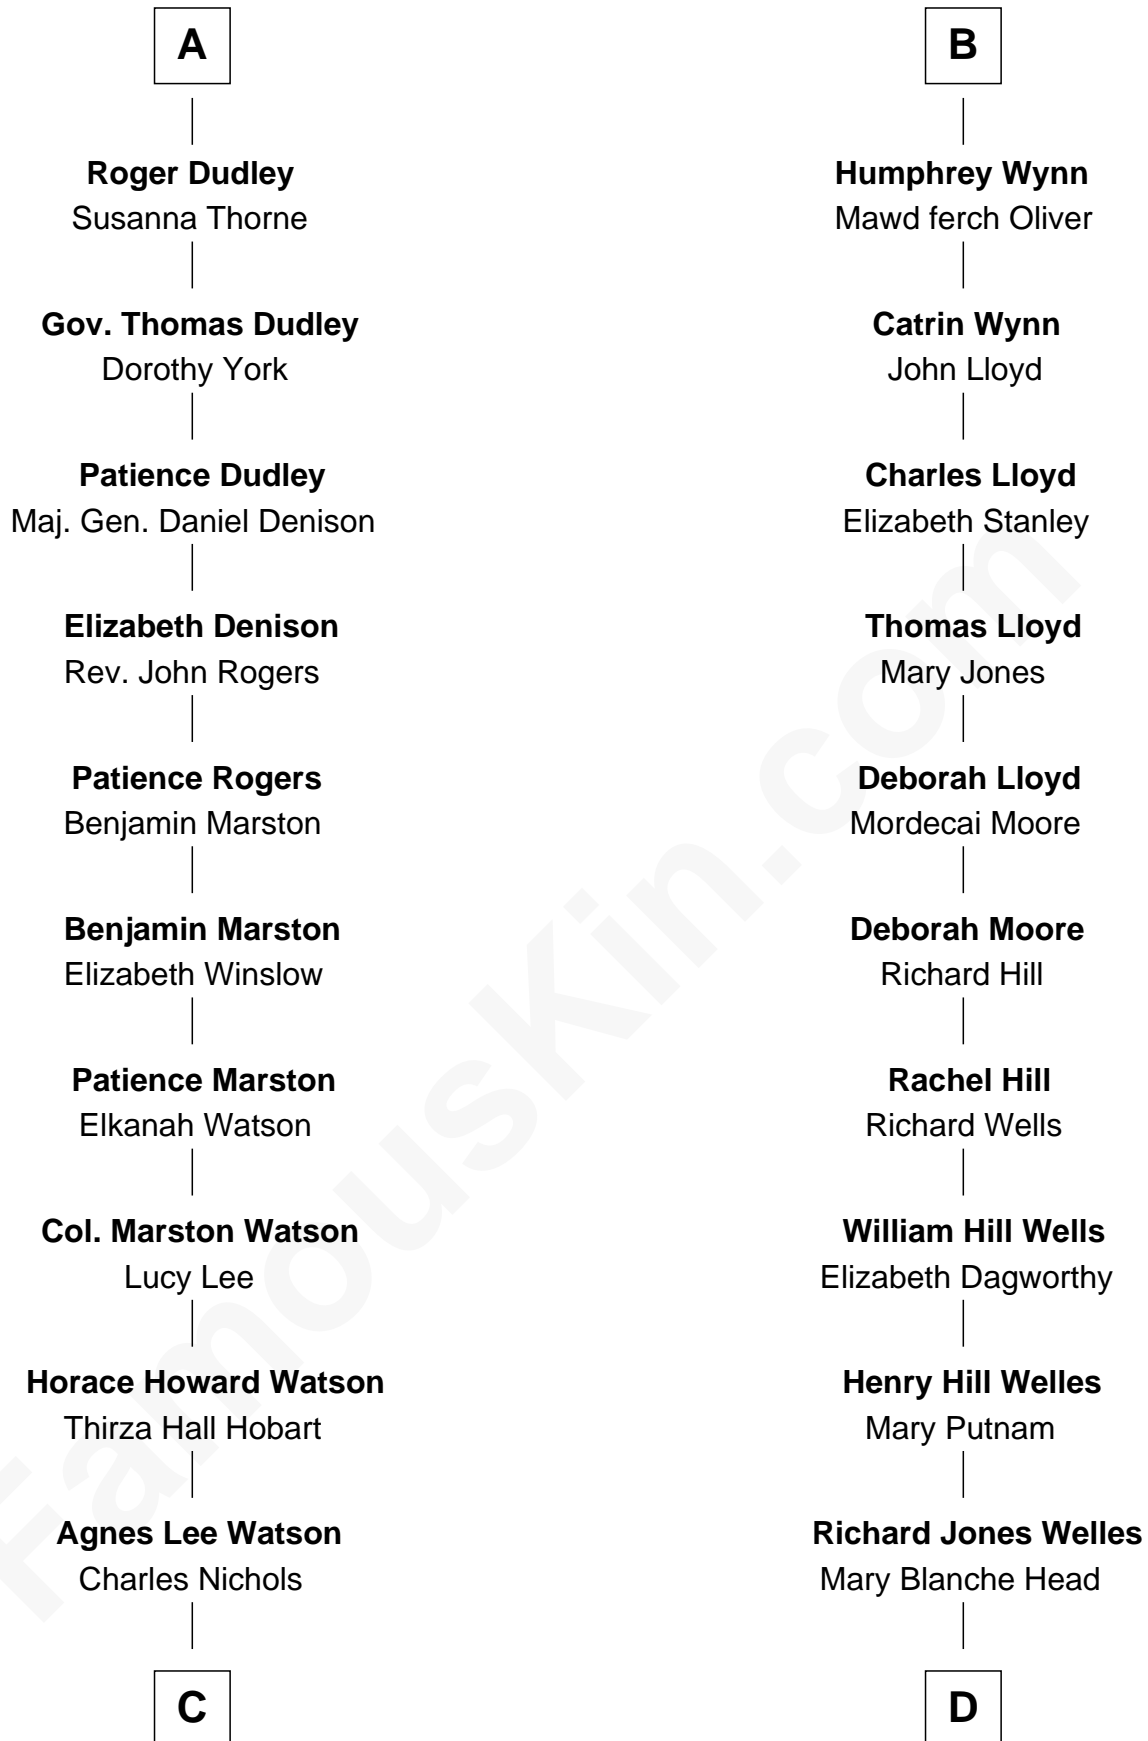 A
Roger Dudley
Susanna Thorne
Gov. Thomas Dudley
Dorothy York
Patience Dudley
Maj. Gen. Daniel Denison
Elizabeth Denison
Rev. John Rogers
Patience Rogers
Benjamin Marston
Benjamin Marston
Elizabeth Winslow
Patience Marston
Elkanah Watson
Col. Marston Watson
Lucy Lee
Horace Howard Watson
Thirza Hall Hobart
Agnes Lee Watson
Charles Nichols
C
B
Humphrey Wynn
Mawd ferch Oliver
Catrin Wynn
John Lloyd
Charles Lloyd
Elizabeth Stanley
Thomas Lloyd
Mary Jones
Deborah Lloyd
Mordecai Moore
Deborah Moore
Richard Hill
Rachel Hill
Richard Wells
William Hill Wells
Elizabeth Dagworthy
Henry Hill Welles
Mary Putnam
Richard Jones Welles
Mary Blanche Head
D
FamousKin.com